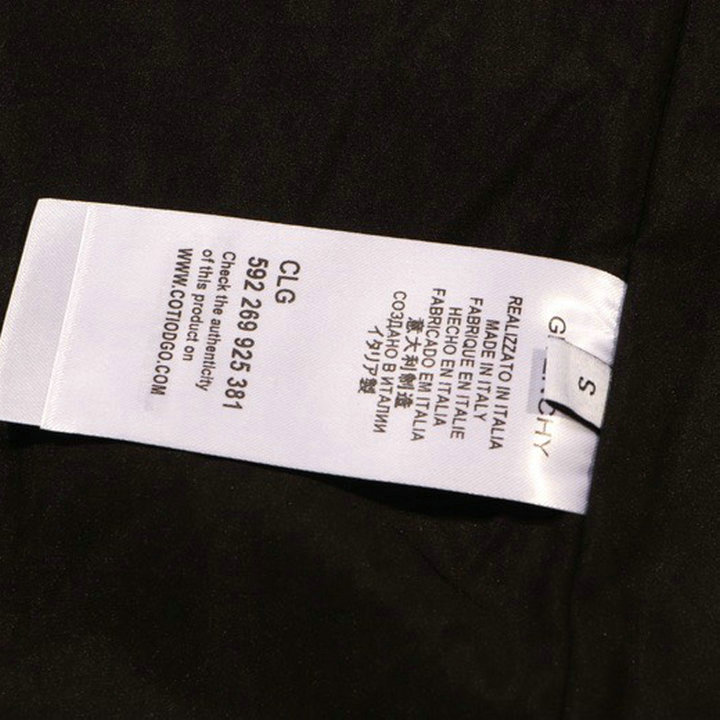 S
REALIZZATO IN ITALIA
MADE IN ITALY
FABRIQUE EN ITALIE
HECHO EN ITALIA
意大利制造
FABRICADO EM ITALIA
СОЗДАНО В ИТАЛИИ
イタリア製
CLG
592 269 925 381
Check the authenticity
of this product on
WWW.COTIODGO.COM